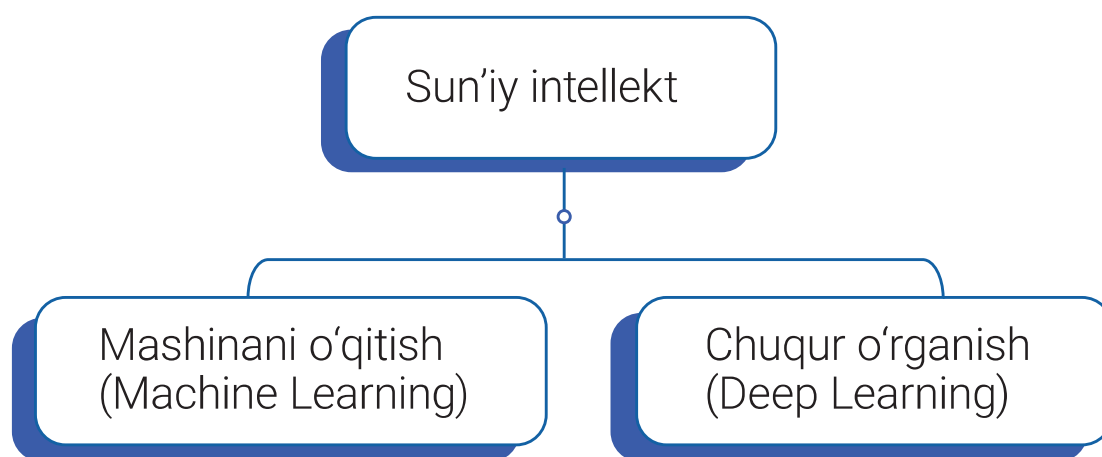 Sun’iy intellekt
Mashinani o‘qitish
(Machine Learning)
Chuqur o‘rganish
(Deep Learning)